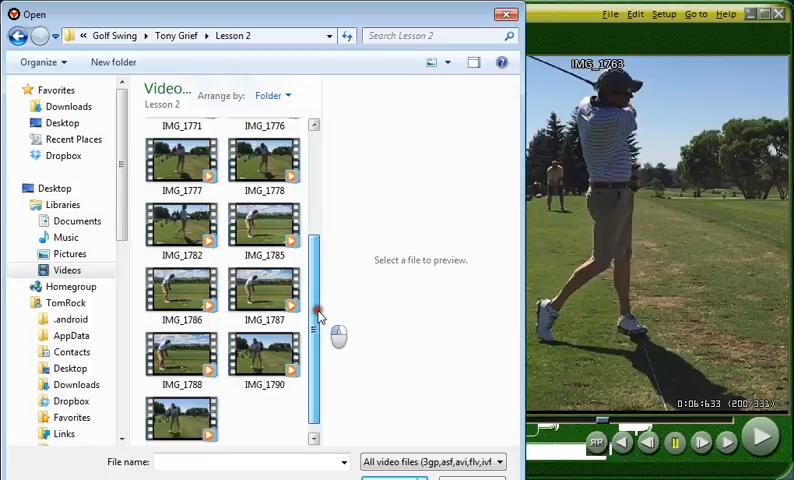 Open
File Edit Setup Go to Help
Golf Swing Tony Grief Lesson 2
Search Lesson 2
Organize New folder
Favorites
Downloads
Desktop
Recent Places
Dropbox
Desktop
Libraries
Documents
Music
Pictures
Videos
Homegroup
TomRock
.android
AppData
Contacts
Desktop
Downloads
Dropbox
Favorites
Links
Video...
Lesson 2
Arrange by: Folder
IMG_1771 IMG_1776
IMG_1777 IMG_1778
IMG_1782 IMG_1785
IMG_1786 IMG_1787
IMG_1788 IMG_1790
Select a file to preview.
File name:
All video files (3gp,asf,avi,flv,ivf
IMG_1763
0:06:633 (200/331)